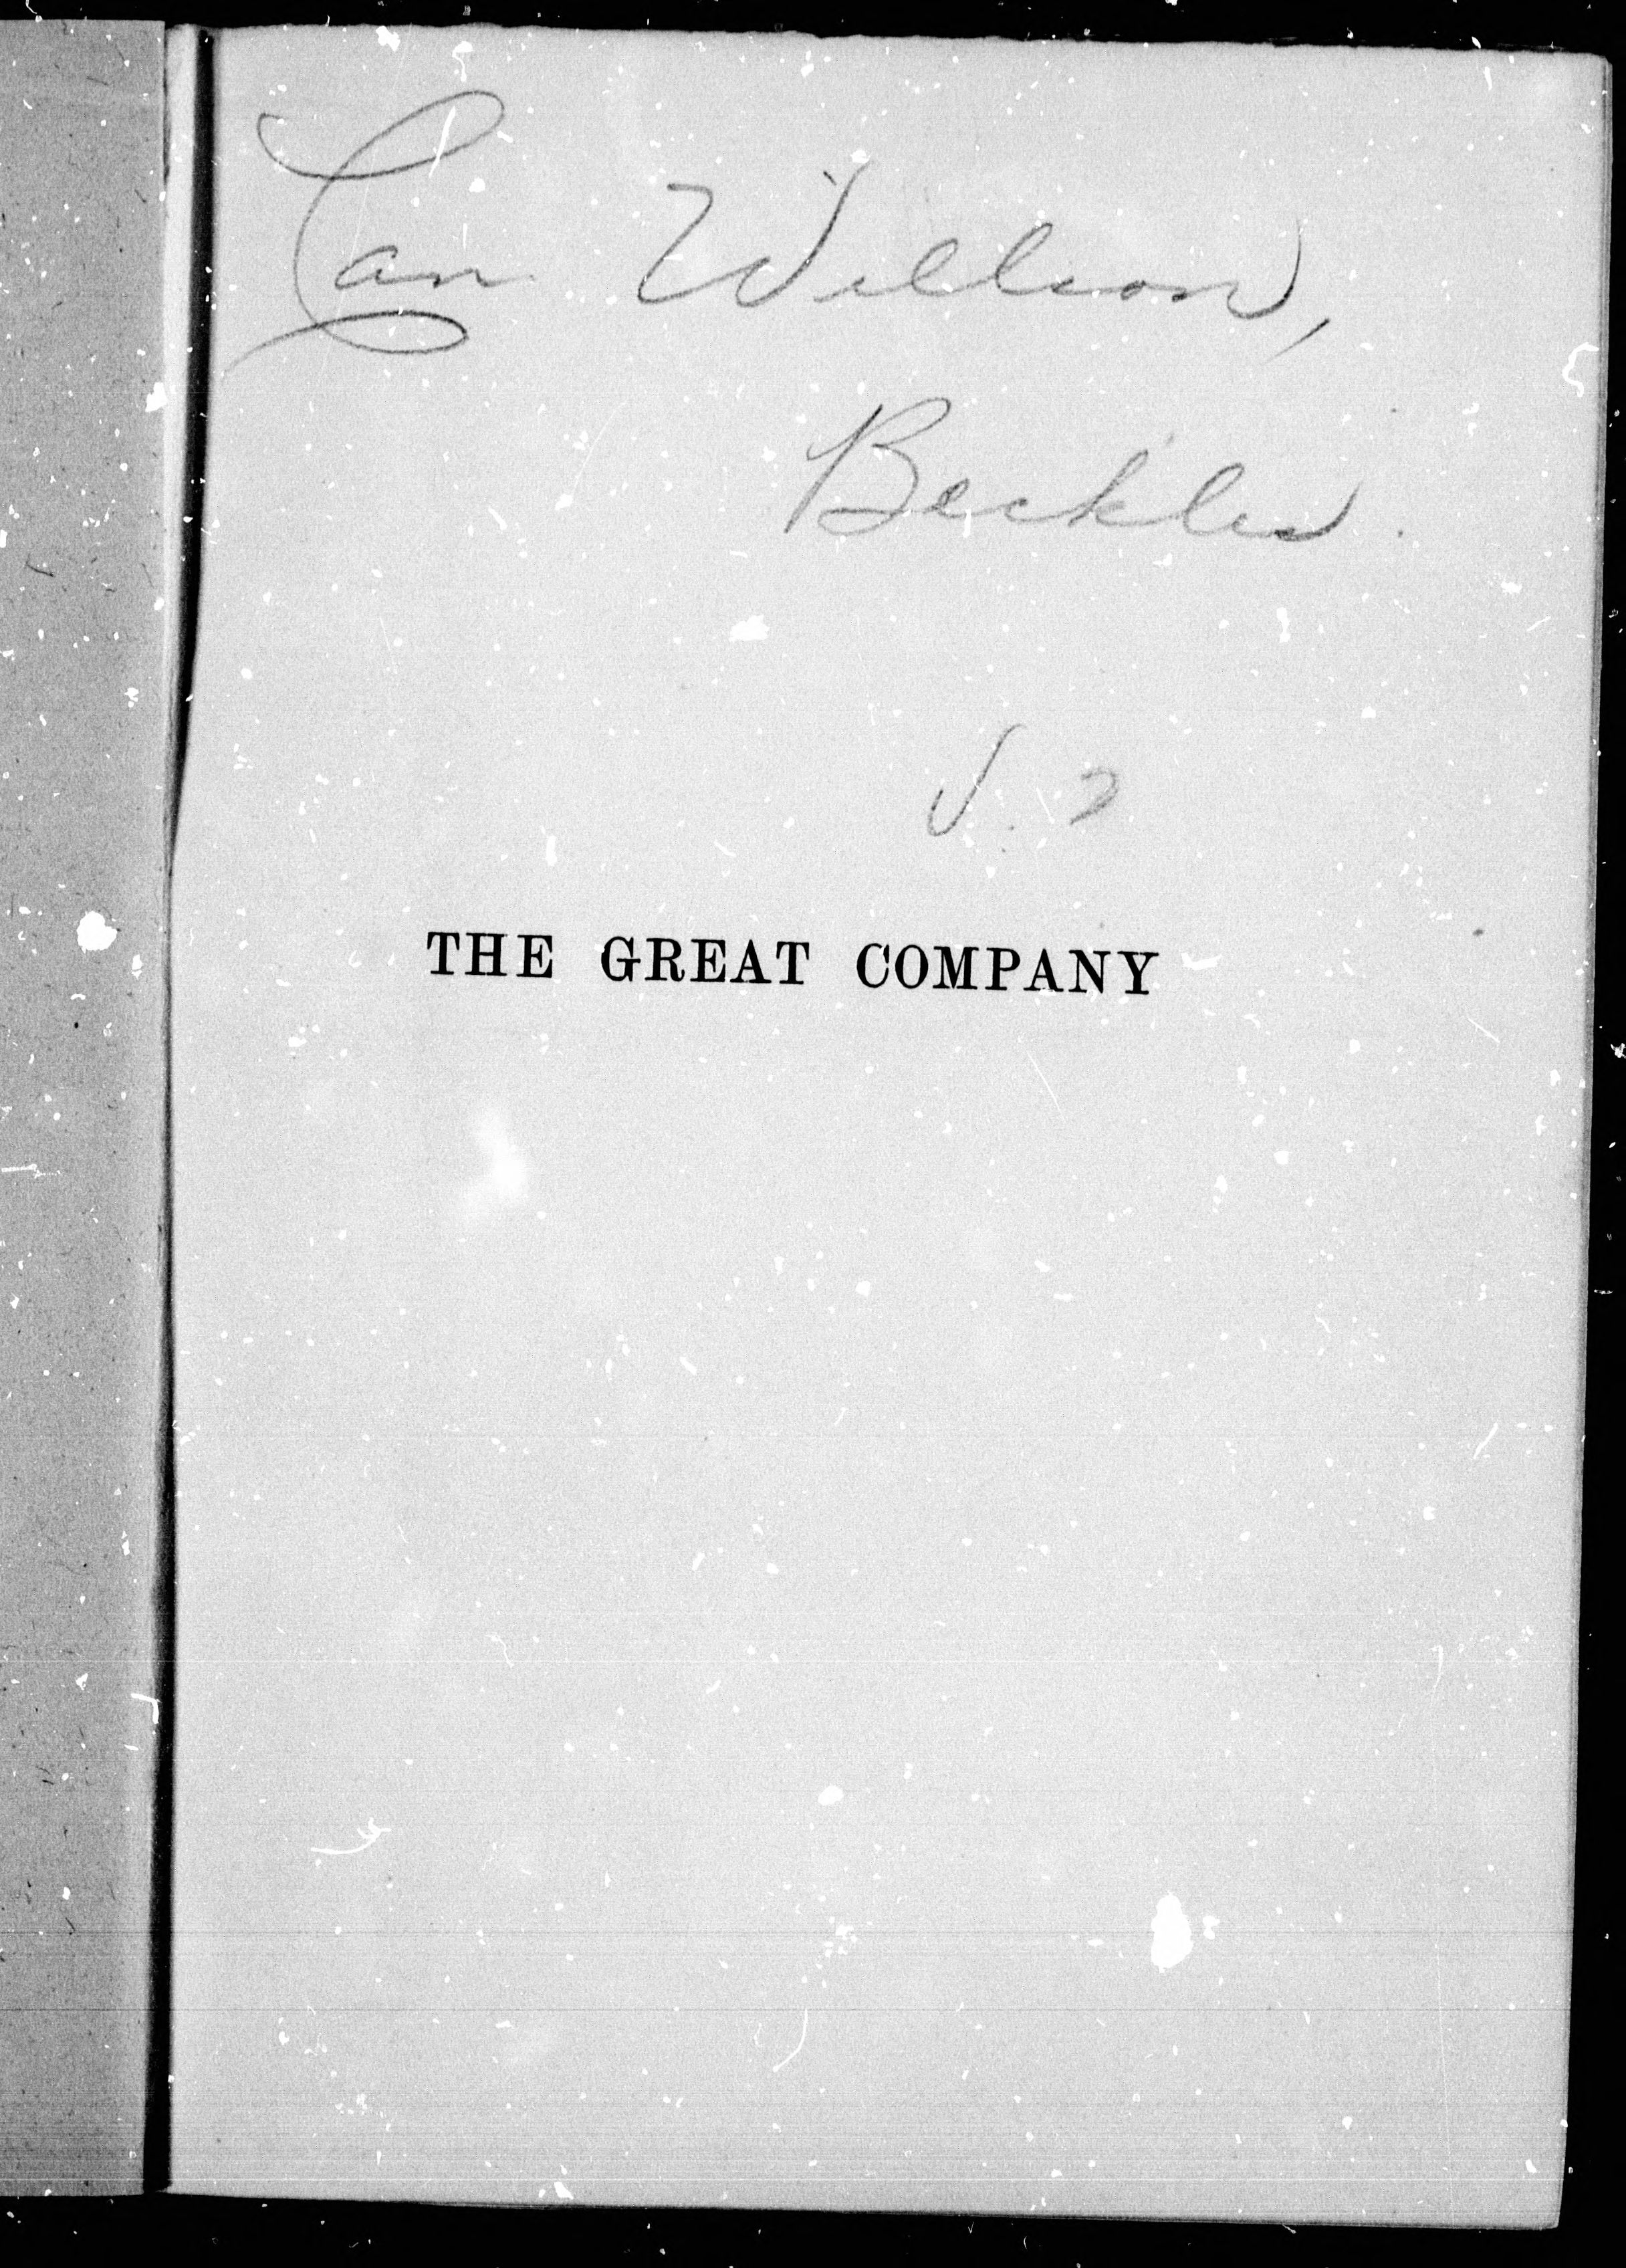 Can Willson,
Beckles.
v. 2
THE GREAT COMPANY